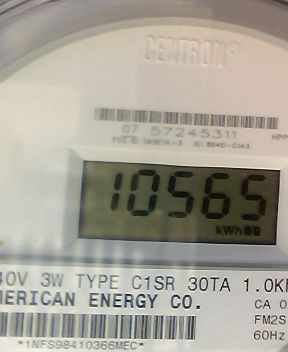 CENTRON®
07 57245311
10565
kWh
40V 3W TYPE C1SR 30TA 1.0K
MERICAN ENERGY CO.
CA 0
FM2S
60Hz
*1NFS98410366MEC*